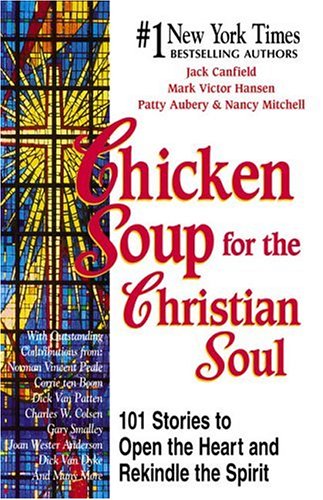 #1 New York Times
BESTSELLING AUTHORS
Jack Canfield
Mark Victor Hansen
Patty Aubery & Nancy Mitchell
Chicken
Soup for the
Christian
Soul
With Outstanding
Contributions from:
Norman Vincent Peale
Corrie ten Boom
Dick Van Patten
Charles W. Colsen
Gary Smalley
Joan Wester Anderson
Dick Van Dyke
And Many More
101 Stories to
Open the Heart and
Rekindle the Spirit